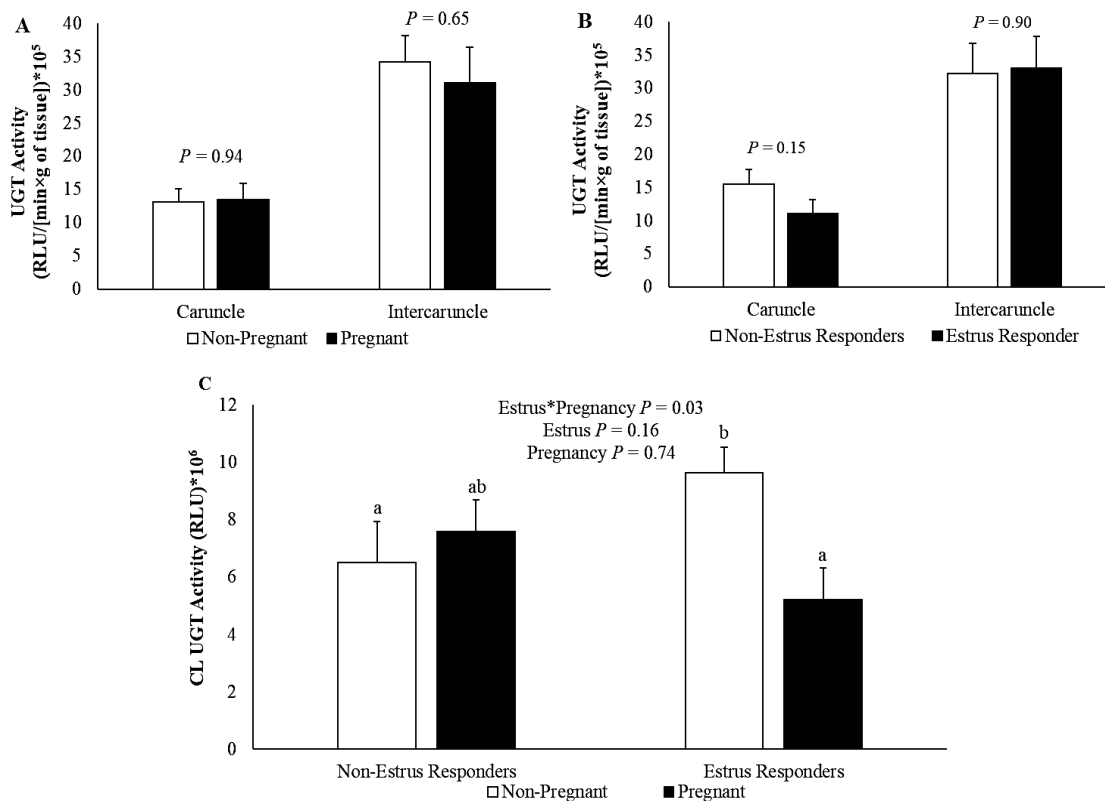 A
UGT Activity
(RLU/[min×g of tissue])*10⁵
40
35
30
25
20
15
10
5
0
P = 0.94
P = 0.65
Caruncle
Intercaruncle
Non-Pregnant
Pregnant
B
UGT Activity
(RLU/[min×g of tissue])*10⁵
40
35
30
25
20
15
10
5
0
P = 0.15
P = 0.90
Caruncle
Intercaruncle
Non-Estrus Responders
Estrus Responder
C
CL UGT Activity (RLU)*10⁶
12
10
8
6
4
2
0
Estrus*Pregnancy P = 0.03
Estrus P = 0.16
Pregnancy P = 0.74
a
ab
b
a
Non-Estrus Responders
Estrus Responders
Non-Pregnant
Pregnant